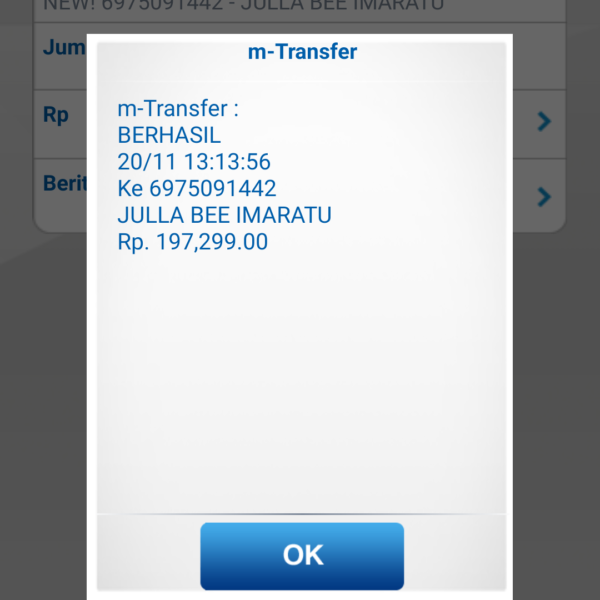 NEW! 6975091442 - JULLA BEE IMARATU
Jum
m-Transfer
Rp
m-Transfer :
BERHASIL
20/11 13:13:56
Ke 6975091442
JULLA BEE IMARATU
Rp. 197,299.00
Berit
OK